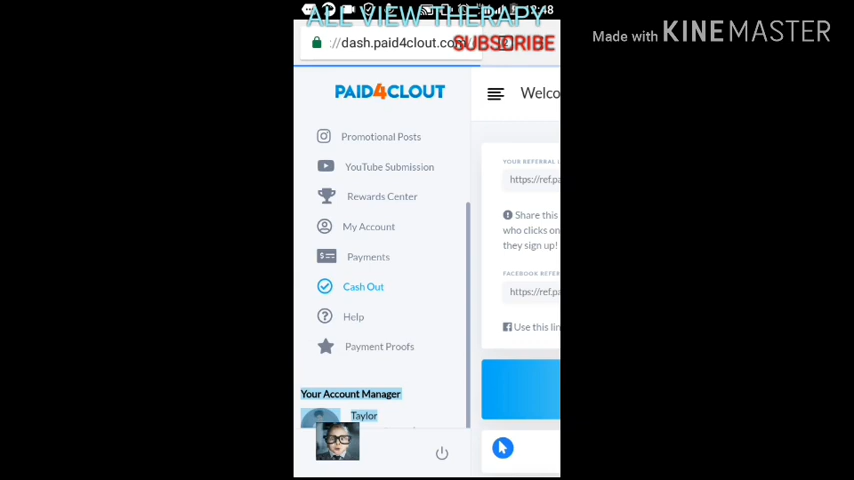 ALL VIEW THERAPY
SUBSCRIBE
Made with KINEMASTER
://dash.paid4clout.com
PAID4CLOUT
Welco
Promotional Posts
YouTube Submission
Rewards Center
My Account
Payments
Cash Out
Help
Payment Proofs
Your Account Manager
Taylor
YOUR REFERRAL L
https://ref.pa
Share this
who clicks on
they sign up!
FACEBOOK REFER
https://ref.pa
Use this lin